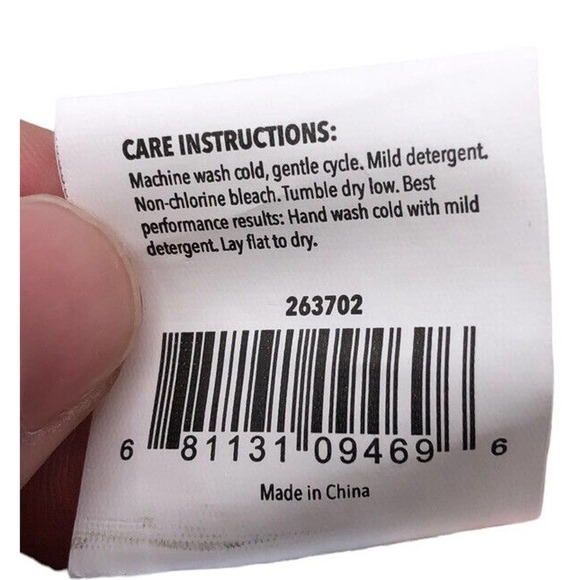 CARE INSTRUCTIONS:
Machine wash cold, gentle cycle. Mild detergent.
Non-chlorine bleach. Tumble dry low. Best
performance results: Hand wash cold with mild
detergent. Lay flat to dry.
263702
6 81131 09469 6
Made in China